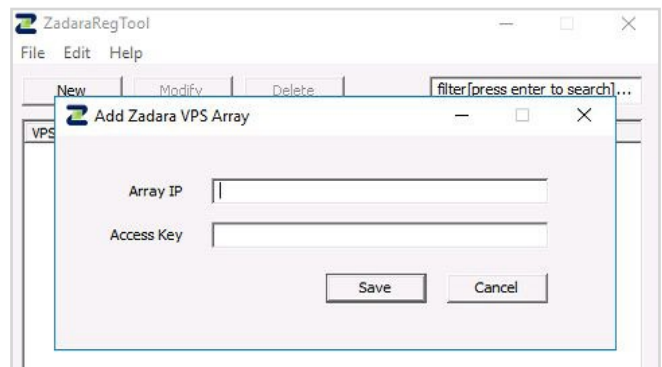 ZadaraRegTool
File Edit Help
New Modify Delete filter[press enter to search]...
Add Zadara VPS Array
VPS
Array IP
Access Key
Save Cancel